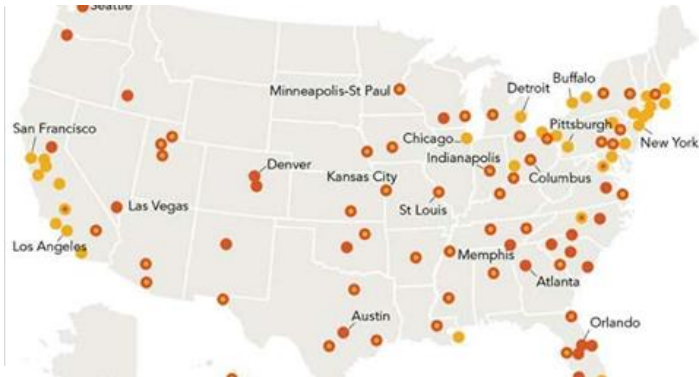 Seattle
Minneapolis-St Paul
Buffalo
Detroit
San Francisco
Pittsburgh
Chicago
New York
Indianapolis
Denver
Kansas City
Columbus
Las Vegas
St Louis
Los Angeles
Memphis
Atlanta
Austin
Orlando